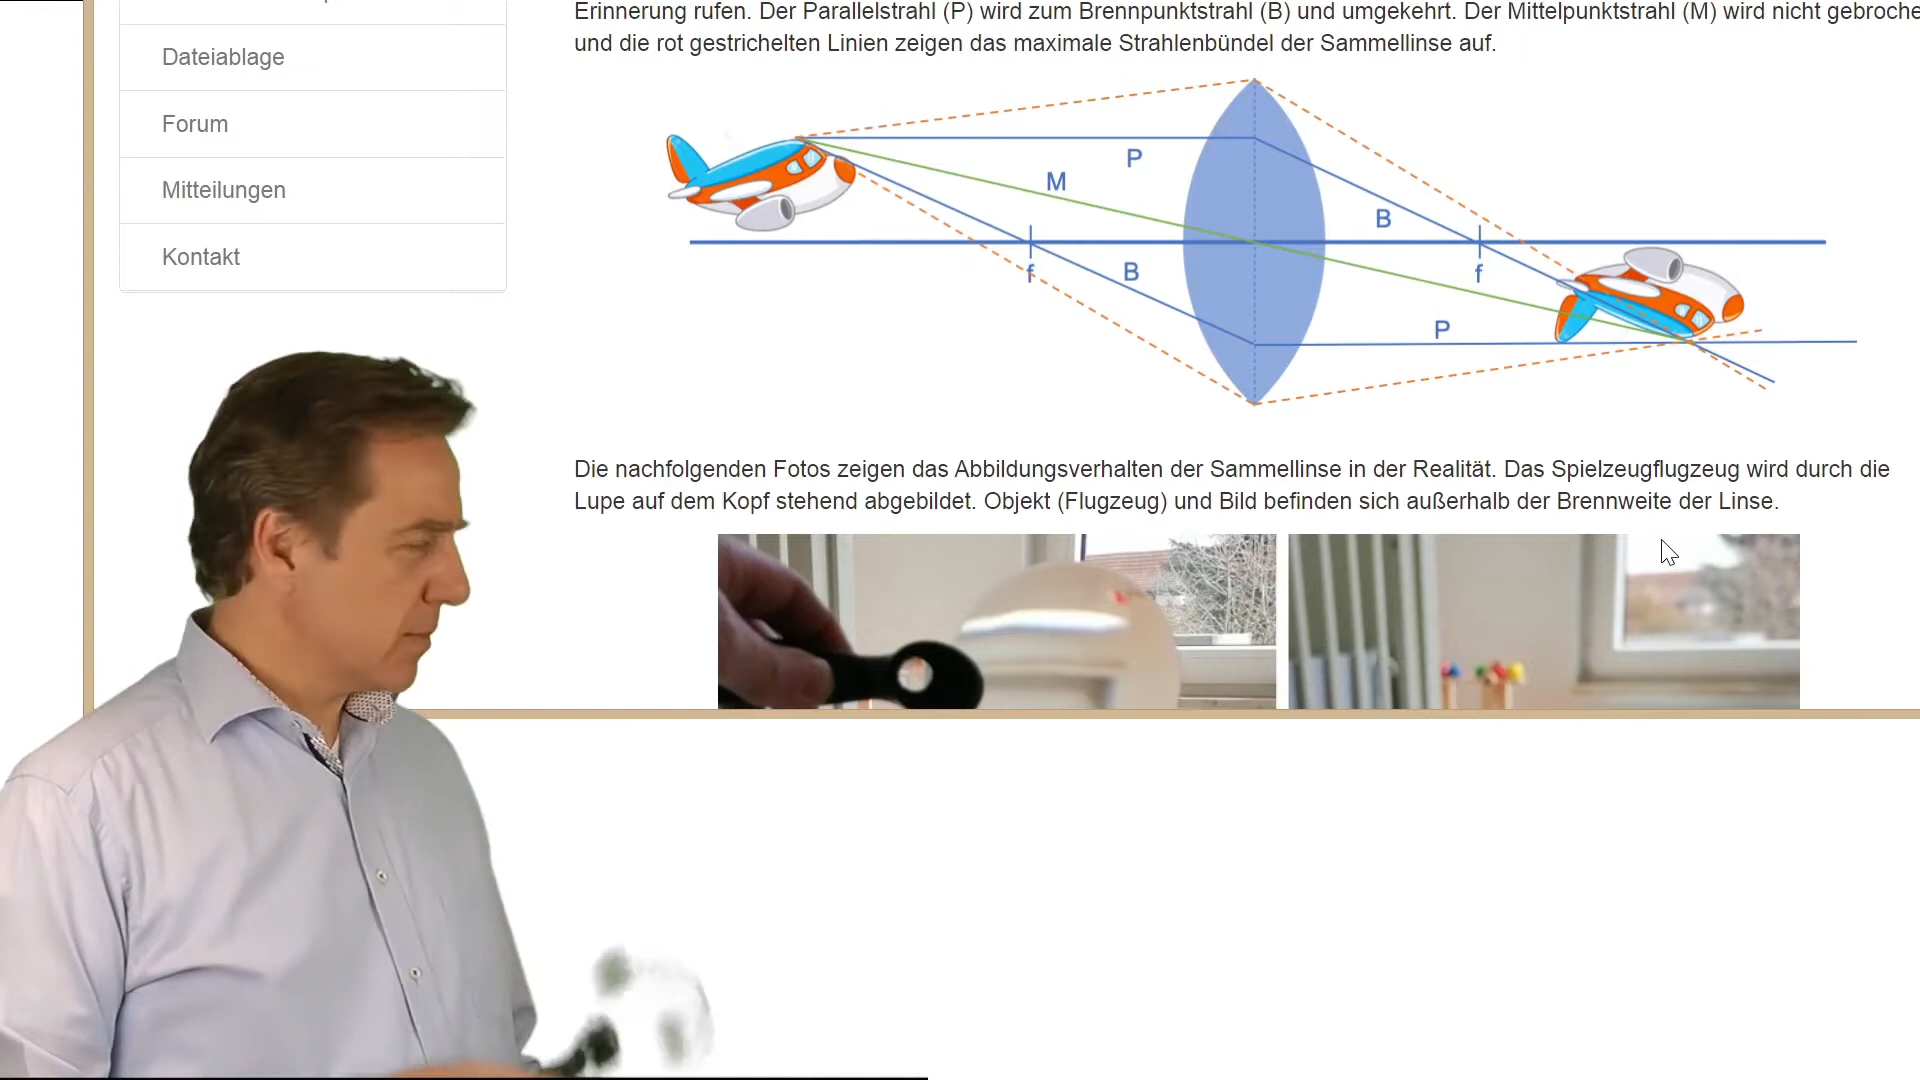 Erinnerung rufen. Der Parallelstrahl (P) wird zum Brennpunktstrahl (B) und umgekehrt. Der Mittelpunktstrahl (M) wird nicht
und die rot gestrichelten Linien zeigen das maximale Strahlenbündel der Sammellinse auf.
Dateiablage
Forum
Mitteilungen
Kontakt
P
M
B
f
B
f
P
Die nachfolgenden Fotos zeigen das Abbildungsverhalten der Sammellinse in der Realität. Das Spielzeugflugzeug wird durch die
Lupe auf dem Kopf stehend abgebildet. Objekt (Flugzeug) und Bild befinden sich außerhalb der Brennweite der Linse.